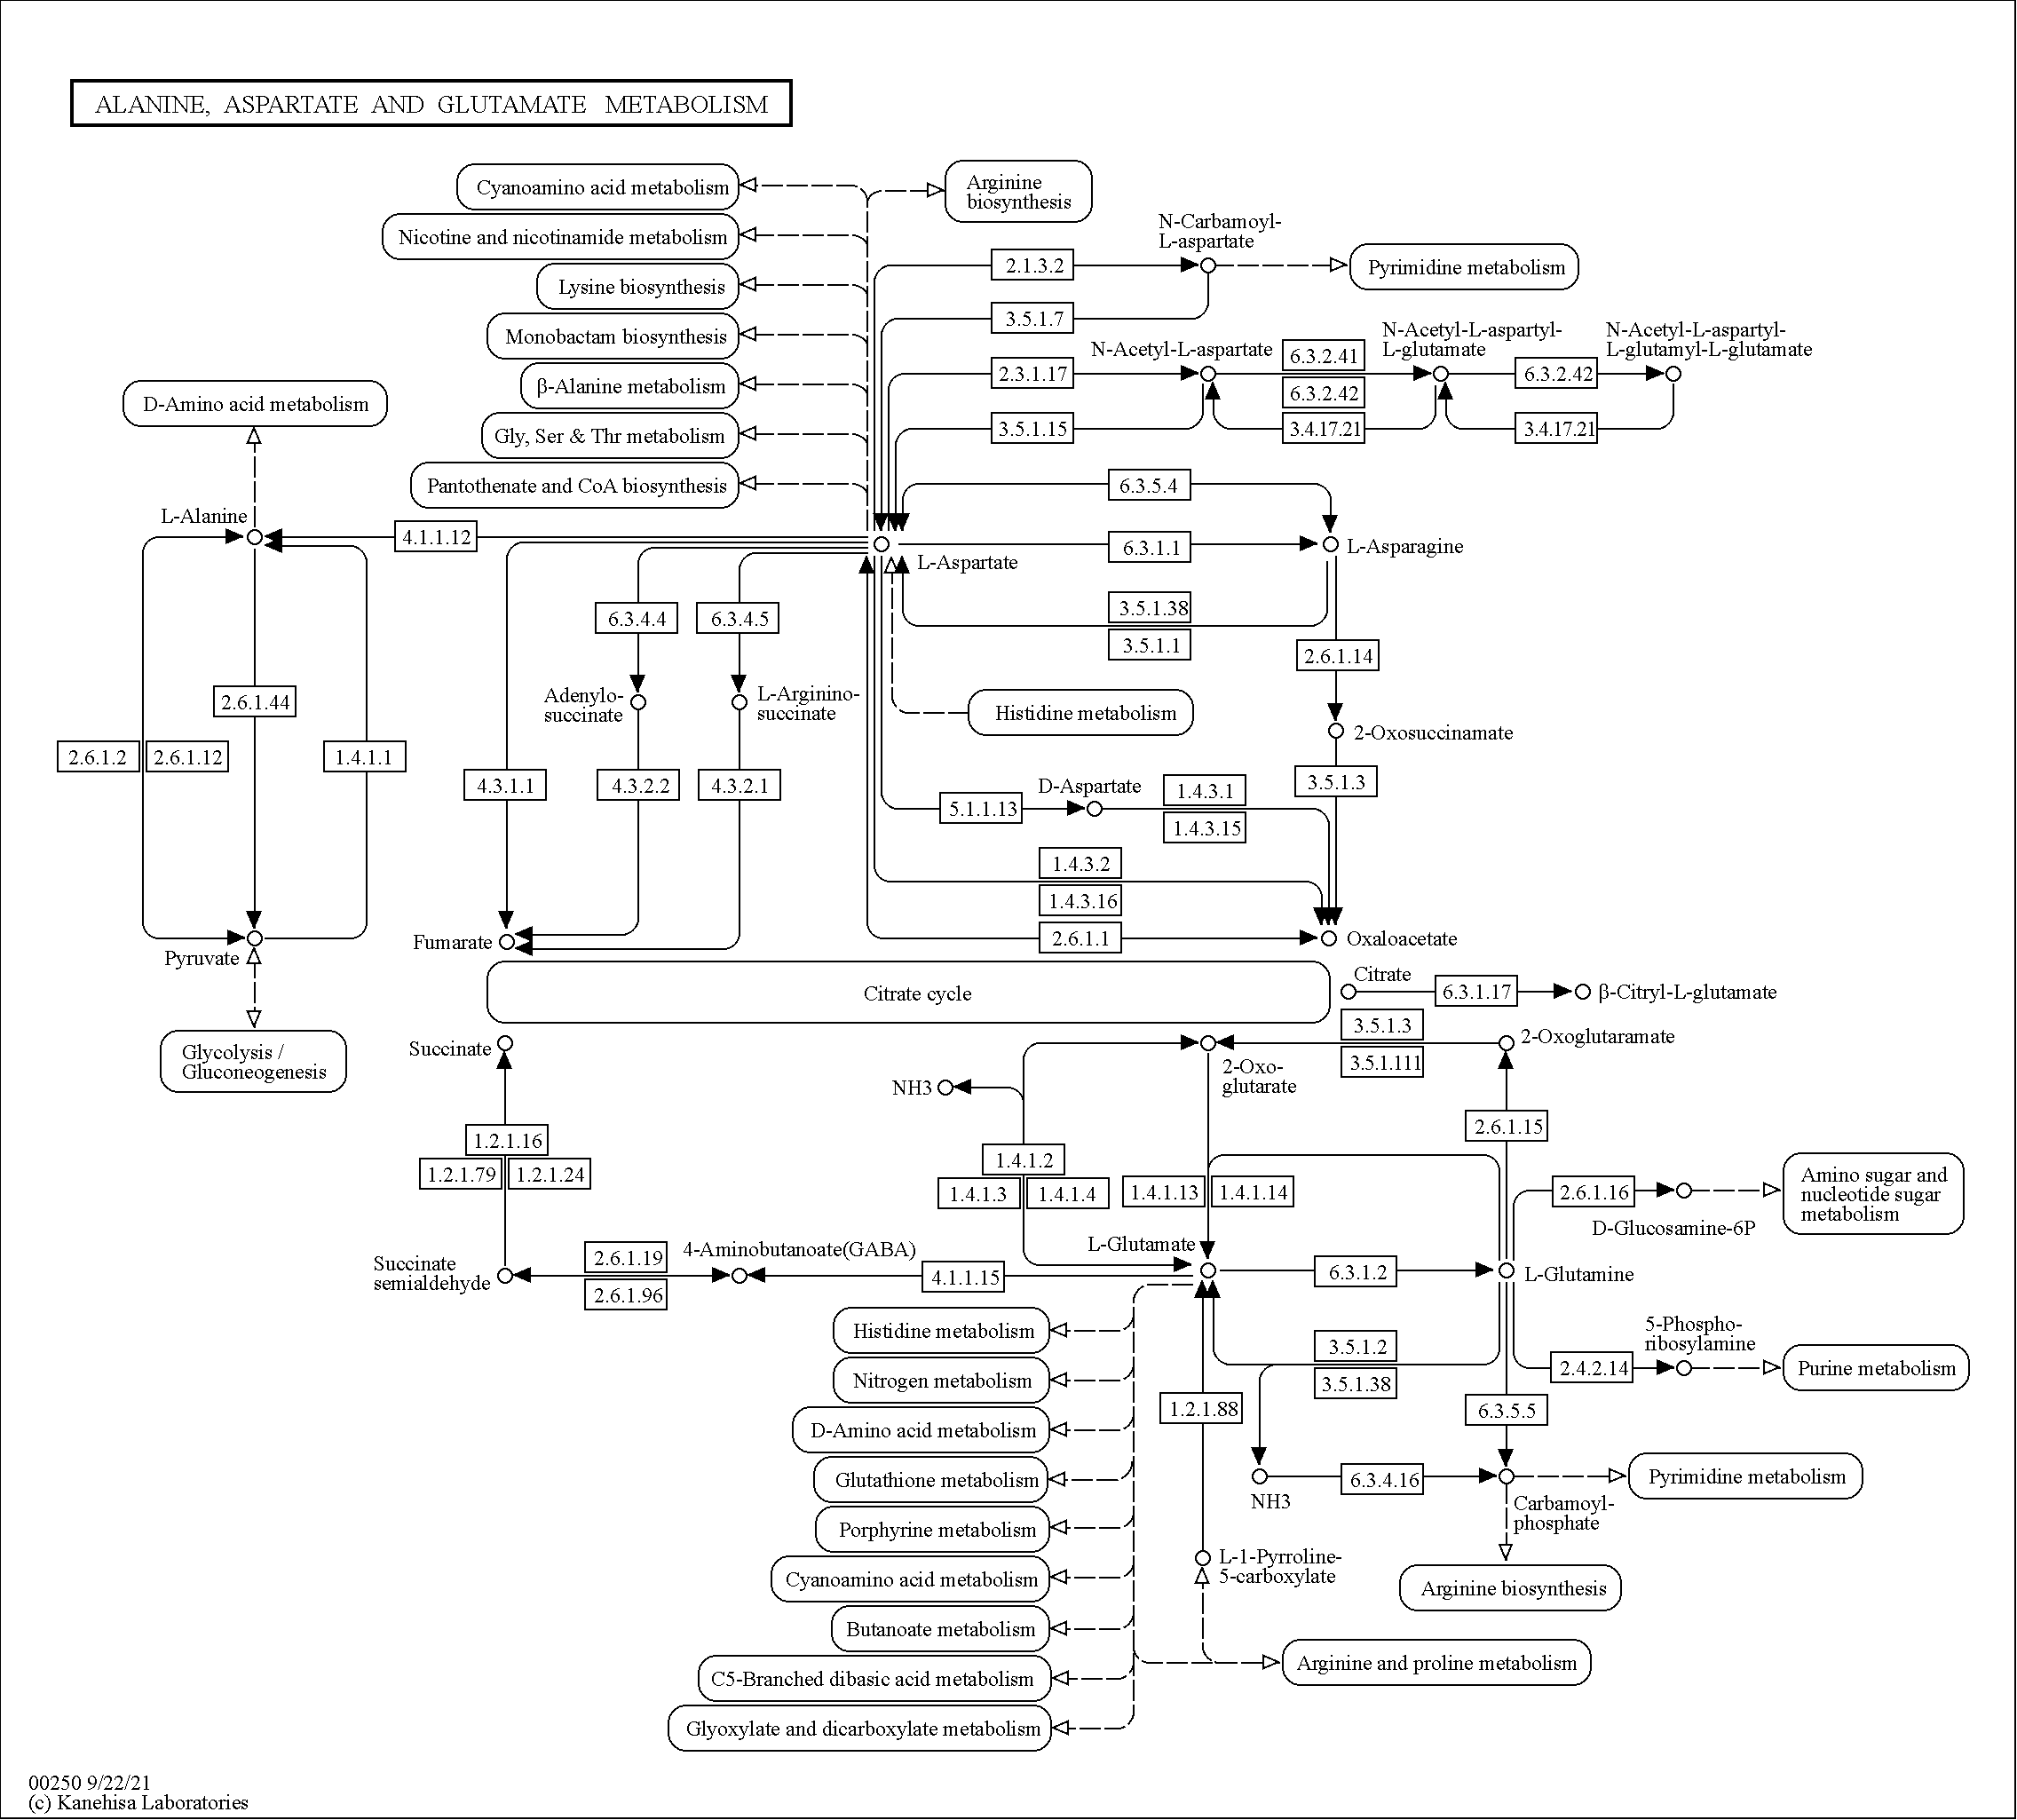 ALANINE, ASPARTATE AND GLUTAMATE METABOLISM
Cyanoamino acid metabolism
Arginine
biosynthesis
Nicotine and nicotinamide metabolism
N-Carbamoyl-
L-aspartate
Lysine biosynthesis
2.1.3.2
Pyrimidine metabolism
Monobactam biosynthesis
3.5.1.7
β-Alanine metabolism
N-Acetyl-L-aspartate
2.3.1.17
6.3.2.41
6.3.2.42
N-Acetyl-L-aspartyl-
L-glutamate
6.3.2.42
N-Acetyl-L-aspartyl-
L-glutamyl-L-glutamate
D-Amino acid metabolism
Gly, Ser & Thr metabolism
3.5.1.15
3.4.17.21
3.4.17.21
Pantothenate and CoA biosynthesis
6.3.5.4
L-Alanine
4.1.1.12
L-Aspartate
6.3.1.1
L-Asparagine
6.3.4.4
6.3.4.5
3.5.1.38
3.5.1.1
2.6.1.14
2.6.1.44
Adenylo-
succinate
L-Arginino-
succinate
Histidine metabolism
2-Oxosuccinamate
2.6.1.2
2.6.1.12
1.4.1.1
4.3.1.1
4.3.2.2
4.3.2.1
D-Aspartate
5.1.1.13
1.4.3.1
1.4.3.15
3.5.1.3
1.4.3.2
1.4.3.16
Pyruvate
Fumarate
2.6.1.1
Oxaloacetate
Citrate cycle
Citrate
6.3.1.17
β-Citryl-L-glutamate
Glycolysis /
Gluconeogenesis
Succinate
3.5.1.3
3.5.1.111
2-Oxoglutaramate
NH3
2-Oxo-
glutarate
1.2.1.16
1.2.1.79
1.2.1.24
1.4.1.2
1.4.1.3
1.4.1.4
1.4.1.13
1.4.1.14
2.6.1.15
2.6.1.16
Amino sugar and
nucleotide sugar
metabolism
D-Glucosamine-6P
Succinate
semialdehyde
2.6.1.19
2.6.1.96
4-Aminobutanoate(GABA)
4.1.1.15
L-Glutamate
6.3.1.2
L-Glutamine
Histidine metabolism
3.5.1.2
3.5.1.38
5-Phospho-
ribosylamine
2.4.2.14
Purine metabolism
Nitrogen metabolism
1.2.1.88
6.3.5.5
D-Amino acid metabolism
Glutathione metabolism
NH3
6.3.4.16
Carbamoyl-
phosphate
Pyrimidine metabolism
Porphyrine metabolism
L-1-Pyrroline-
5-carboxylate
Cyanoamino acid metabolism
Arginine biosynthesis
Butanoate metabolism
C5-Branched dibasic acid metabolism
Arginine and proline metabolism
Glyoxylate and dicarboxylate metabolism
00250 9/22/21
(c) Kanehisa Laboratories